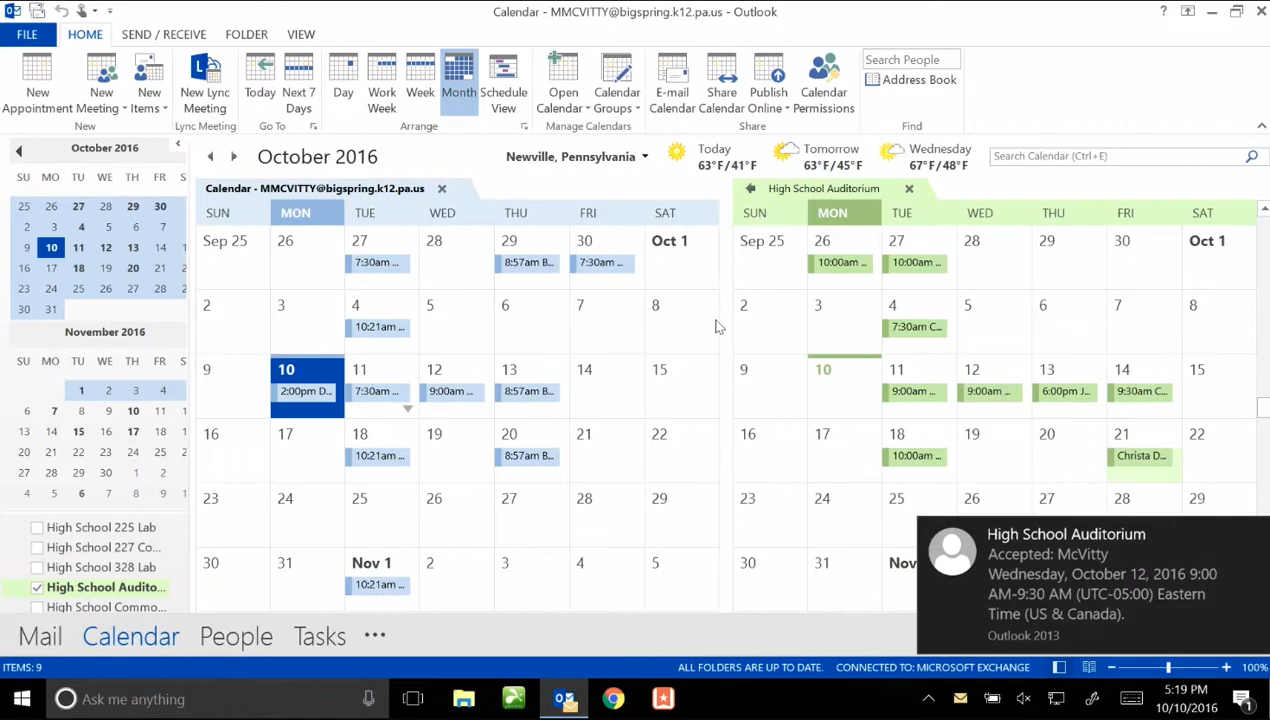 Calendar - MMCVITTY@bigspring.k12.pa.us - Outlook
?
FILE HOME SEND / RECEIVE FOLDER VIEW
New Appointment
New Meeting
New Items
New
New Lync Meeting
Lync Meeting
Today
Next 7 Days
Go To
Day
Work Week
Week
Month
Schedule View
Arrange
Open Calendar
Calendar Groups
Manage Calendars
E-mail Calendar
Share Calendar
Publish Online
Calendar Permissions
Share
Search People
Address Book
Find
October 2016
SU MO TU WE TH FR S
25 26 27 28 29 30
2 3 4 5 6 7
9 10 11 12 13 14
16 17 18 19 20 21
23 24 25 26 27 28
30 31
November 2016
SU MO TU WE TH FR S
1 2 3 4
6 7 8 9 10 11
13 14 15 16 17 18
20 21 22 23 24 25
27 28 29 30 1 2
4 5 6 7 8 9
High School 225 Lab
High School 227 Co...
High School 328 Lab
High School Audito...
High School Commo...
October 2016
Newville, Pennsylvania
Today
63°F/41°F
Tomorrow
63°F/45°F
Wednesday
67°F/48°F
Search Calendar (Ctrl+E)
Calendar - MMCVITTY@bigspring.k12.pa.us
SUN MON TUE WED THU FRI SAT
Sep 25 26 27 28 29 30 Oct 1
7:30am ... 8:57am B... 7:30am ...
2 3 4 5 6 7 8
10:21am ...
9 10 11 12 13 14 15
2:00pm D... 7:30am ... 9:00am ... 8:57am B...
16 17 18 19 20 21 22
10:21am ... 8:57am B...
23 24 25 26 27 28 29
30 31 Nov 1 2 3 4 5
10:21am ...
High School Auditorium
SUN MON TUE WED THU FRI SAT
Sep 25 26 27 28 29 30 Oct 1
10:00am ... 10:00am ...
2 3 4 5 6 7 8
7:30am C...
9 10 11 12 13 14 15
9:00am ... 9:00am ... 6:00pm J... 9:30am C...
16 17 18 19 20 21 22
10:00am ... Christa D...
23 24 25 26 27 28 29
30 31 Nov
High School Auditorium
Accepted: McVitty
Wednesday, October 12, 2016 9:00
AM-9:30 AM (UTC-05:00) Eastern
Time (US & Canada).
Outlook 2013
Mail Calendar People Tasks
ITEMS: 9
ALL FOLDERS ARE UP TO DATE. CONNECTED TO: MICROSOFT EXCHANGE
100%
Ask me anything
5:19 PM
10/10/2016
1